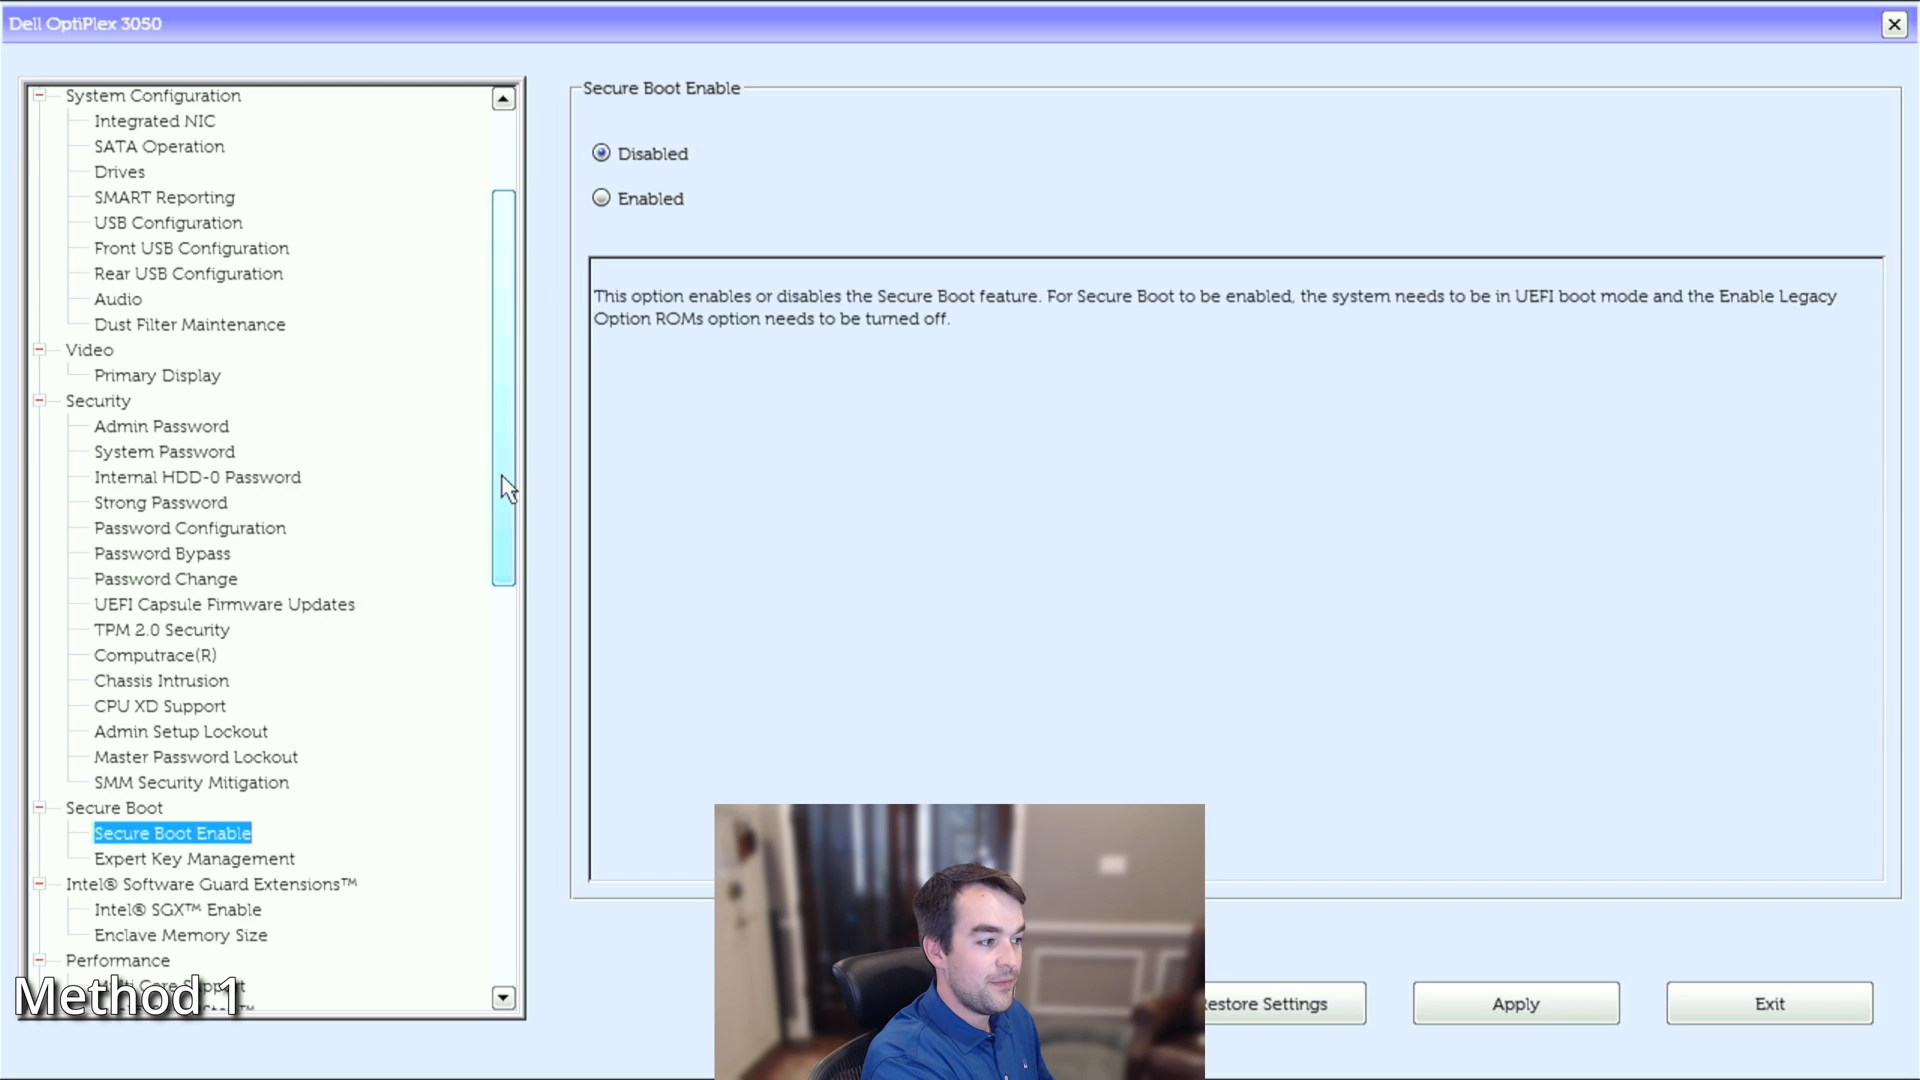 Dell OptiPlex 3050
System Configuration
Integrated NIC
SATA Operation
Drives
SMART Reporting
USB Configuration
Front USB Configuration
Rear USB Configuration
Audio
Dust Filter Maintenance
Video
Primary Display
Security
Admin Password
System Password
Internal HDD-0 Password
Strong Password
Password Configuration
Password Bypass
Password Change
UEFI Capsule Firmware Updates
TPM 2.0 Security
Computrace(R)
Chassis Intrusion
CPU XD Support
Admin Setup Lockout
Master Password Lockout
SMM Security Mitigation
Secure Boot
Secure Boot Enable
Expert Key Management
Intel® Software Guard Extensions™
Intel® SGX™ Enable
Enclave Memory Size
Performance
Method 1
Secure Boot Enable
Disabled
Enabled
This option enables or disables the Secure Boot feature. For Secure Boot to be enabled, the system needs to be in UEFI boot mode and the Enable Legacy
Option ROMs option needs to be turned off.
Settings
Apply
Exit